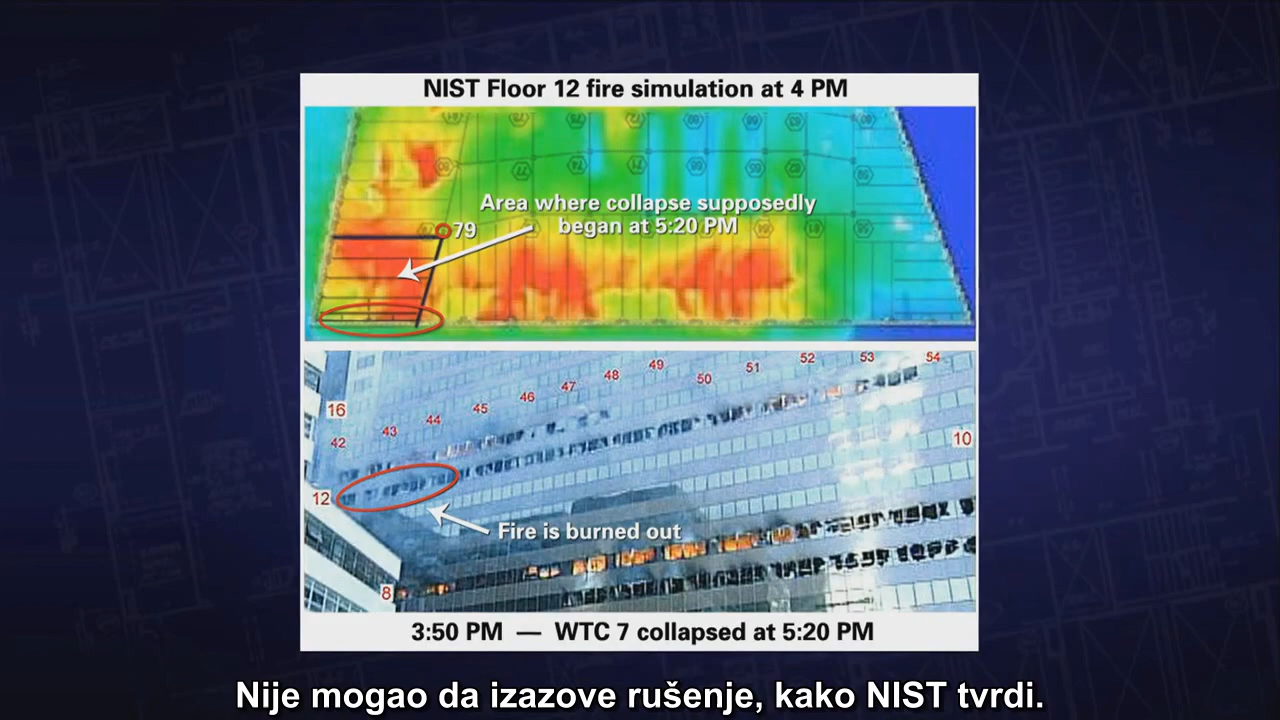 NIST Floor 12 fire simulation at 4 PM
Area where collapse supposedly
began at 5:20 PM
79
16
42 43 44 45 46 47 48 49 50 51 52 53 54
10
12
Fire is burned out
8
3:50 PM — WTC 7 collapsed at 5:20 PM
Nije mogao da izazove rušenje, kako NIST tvrdi.